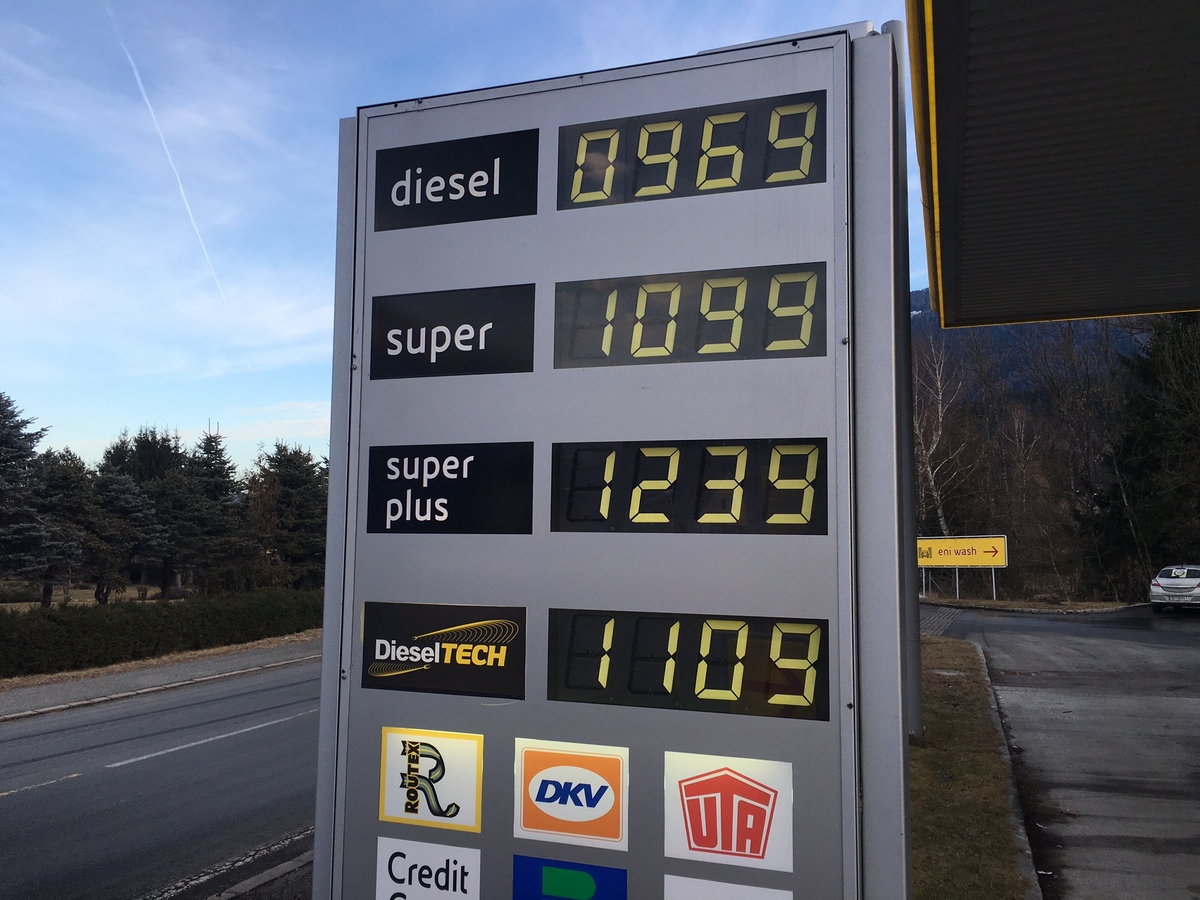 diesel 0969
super 1099
super
plus 1239
DieselTECH 1109
ROUTEX R
DKV
UTA
Credit
eni wash →